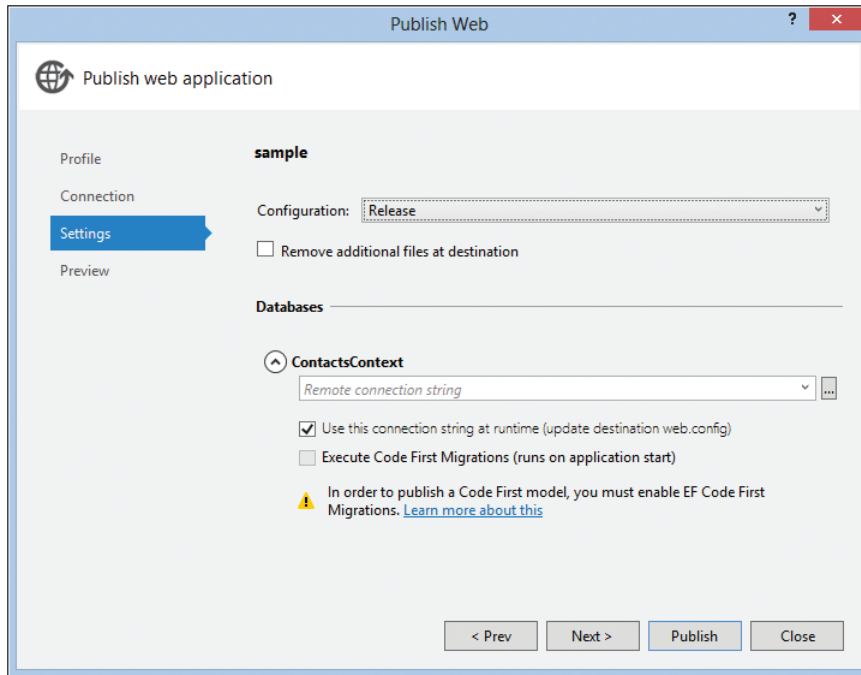 Publish Web
?
Publish web application
Profile
Connection
Settings
Preview
sample
Configuration: Release
Remove additional files at destination
Databases
ContactsContext
Remote connection string
...
Use this connection string at runtime (update destination web.config)
Execute Code First Migrations (runs on application start)
In order to publish a Code First model, you must enable EF Code First
Migrations. Learn more about this
< Prev
Next >
Publish
Close